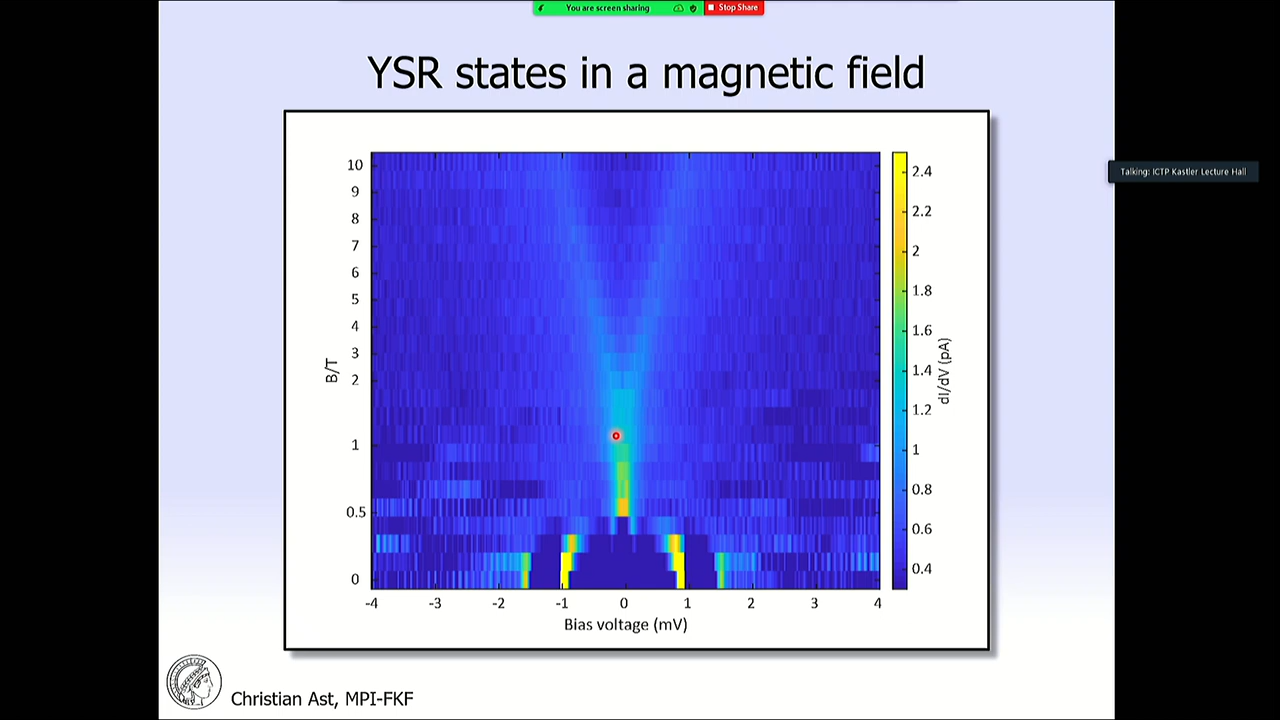 You are screen sharing
Stop Share
YSR states in a magnetic field
Talking: ICTP Kastler Lecture Hall
10
9
8
7
6
5
4
3
2
1
0.5
0
B/T
-4 -3 -2 -1 0 1 2 3 4
Bias voltage (mV)
2.4
2.2
2
1.8
1.6
1.4
1.2
1
0.8
0.6
0.4
dI/dV (pA)
Christian Ast, MPI-FKF